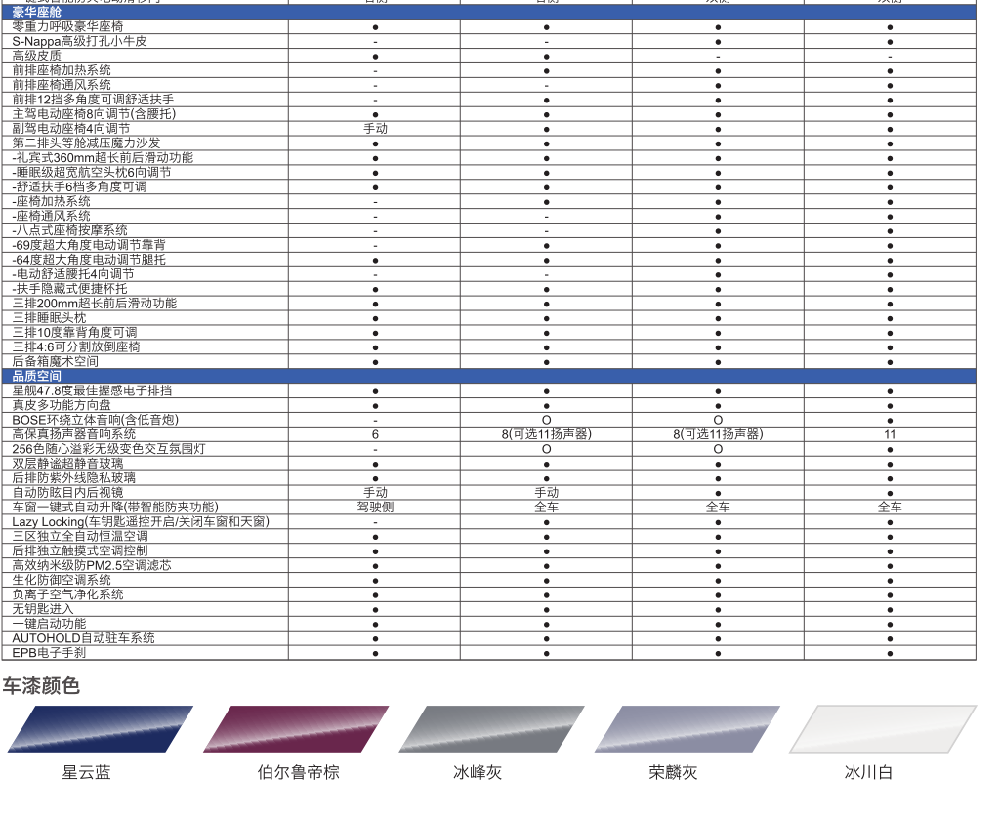 豪华座舱
零重力呼吸豪华座椅 ● ● ● ●
S-Nappa高级打孔小牛皮 - - ● ●
高级皮质 ● ● - -
前排座椅加热系统 - ● ● ●
前排座椅通风系统 - - ● ●
前排12挡多角度可调舒适扶手 - ● ● ●
主驾电动座椅8向调节(含腰托) ● ● ● ●
副驾电动座椅4向调节 手动 ● ● ●
第二排头等舱减压魔力沙发 ● ● ● ●
-礼宾式360mm超长前后滑动功能 ● ● ● ●
-睡眠级超宽航空头枕6向调节 ● ● ● ●
-舒适扶手6档多角度可调 ● ● ● ●
-座椅加热系统 - ● ● ●
-座椅通风系统 - - ● ●
-八点式座椅按摩系统 - - ● ●
-69度超大角度电动调节靠背 - ● ● ●
-64度超大角度电动调节腿托 ● ● ● ●
-电动舒适腰托4向调节 - - ● ●
-扶手隐藏式便捷杯托 ● ● ● ●
三排200mm超长前后滑动功能 ● ● ● ●
三排睡眠头枕 ● ● ● ●
三排10度靠背角度可调 ● ● ● ●
三排4:6可分割放倒座椅 ● ● ● ●
后备箱魔术空间 ● ● ● ●
品质空间
星舰47.8度最佳握感电子排挡 ● ● ● ●
真皮多功能方向盘 ● ● ● ●
BOSE环绕立体音响(含低音炮) - O O ●
高保真扬声器音响系统 6 8(可选11扬声器) 8(可选11扬声器) 11
256色随心溢彩无级变色交互氛围灯 - O O ●
双层静谧超静音玻璃 ● ● ● ●
后排防紫外线隐私玻璃 ● ● ● ●
自动防眩目内后视镜 手动 手动 ● ●
车窗一键式自动升降(带智能防夹功能) 驾驶侧 全车 全车 全车
Lazy Locking(车钥匙遥控开启/关闭车窗和天窗) - ● ● ●
三区独立全自动恒温空调 ● ● ● ●
后排独立触摸式空调控制 ● ● ● ●
高效纳米级防PM2.5空调滤芯 ● ● ● ●
生化防御空调系统 ● ● ● ●
负离子空气净化系统 ● ● ● ●
无钥匙进入 ● ● ● ●
一键启动功能 ● ● ● ●
AUTOHOLD自动驻车系统 ● ● ● ●
EPB电子手刹 ● ● ● ●
车漆颜色
星云蓝 伯尔鲁帝棕 冰峰灰 荣麟灰 冰川白